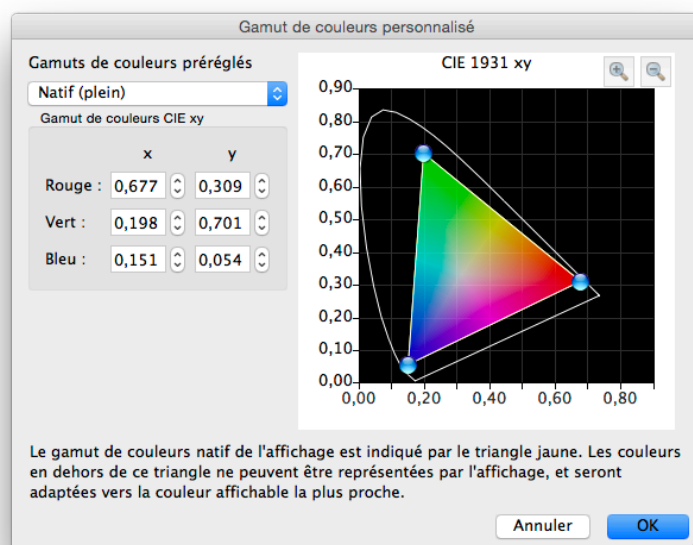 Gamut de couleurs personnalisé
Gamuts de couleurs préréglés
Natif (plein)
Gamut de couleurs CIE xy
x y
Rouge : 0,677 0,309
Vert : 0,198 0,701
Bleu : 0,151 0,054
CIE 1931 xy
0,90
0,80
0,70
0,60
0,50
0,40
0,30
0,20
0,10
0,00
0,00 0,20 0,40 0,60 0,80
Le gamut de couleurs natif de l'affichage est indiqué par le triangle jaune. Les couleurs
en dehors de ce triangle ne peuvent être représentées par l'affichage, et seront
adaptées vers la couleur affichable la plus proche.
Annuler OK